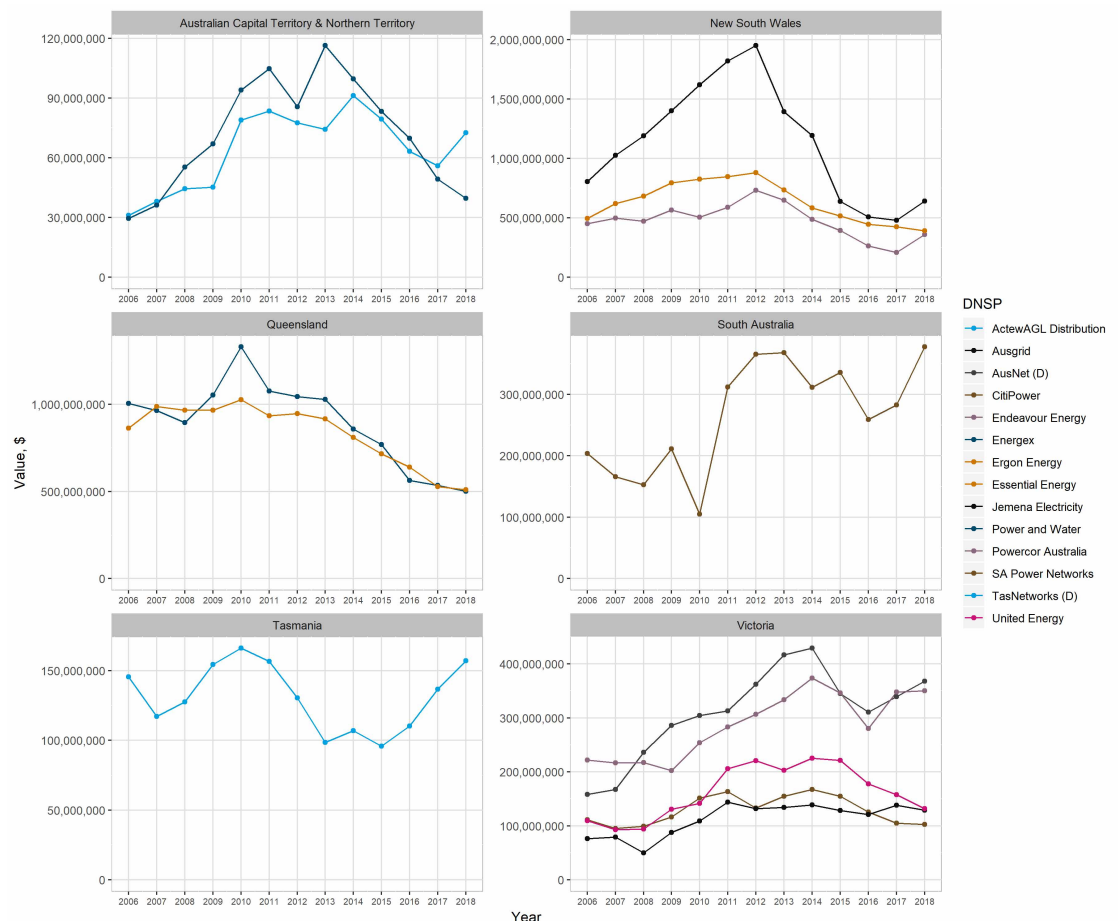 Australian Capital Territory & Northern Territory
120,000,000
90,000,000
60,000,000
30,000,000
0
2006 2007 2008 2009 2010 2011 2012 2013 2014 2015 2016 2017 2018
New South Wales
2,000,000,000
1,500,000,000
1,000,000,000
500,000,000
0
2006 2007 2008 2009 2010 2011 2012 2013 2014 2015 2016 2017 2018
Queensland
1,000,000,000
500,000,000
0
2006 2007 2008 2009 2010 2011 2012 2013 2014 2015 2016 2017 2018
South Australia
300,000,000
200,000,000
100,000,000
0
2006 2007 2008 2009 2010 2011 2012 2013 2014 2015 2016 2017 2018
Tasmania
150,000,000
100,000,000
50,000,000
0
2006 2007 2008 2009 2010 2011 2012 2013 2014 2015 2016 2017 2018
Victoria
400,000,000
300,000,000
200,000,000
100,000,000
0
2006 2007 2008 2009 2010 2011 2012 2013 2014 2015 2016 2017 2018
Value, $
Year
DNSP
ActewAGL Distribution
Ausgrid
AusNet (D)
CitiPower
Endeavour Energy
Energex
Ergon Energy
Essential Energy
Jemena Electricity
Power and Water
Powercor Australia
SA Power Networks
TasNetworks (D)
United Energy